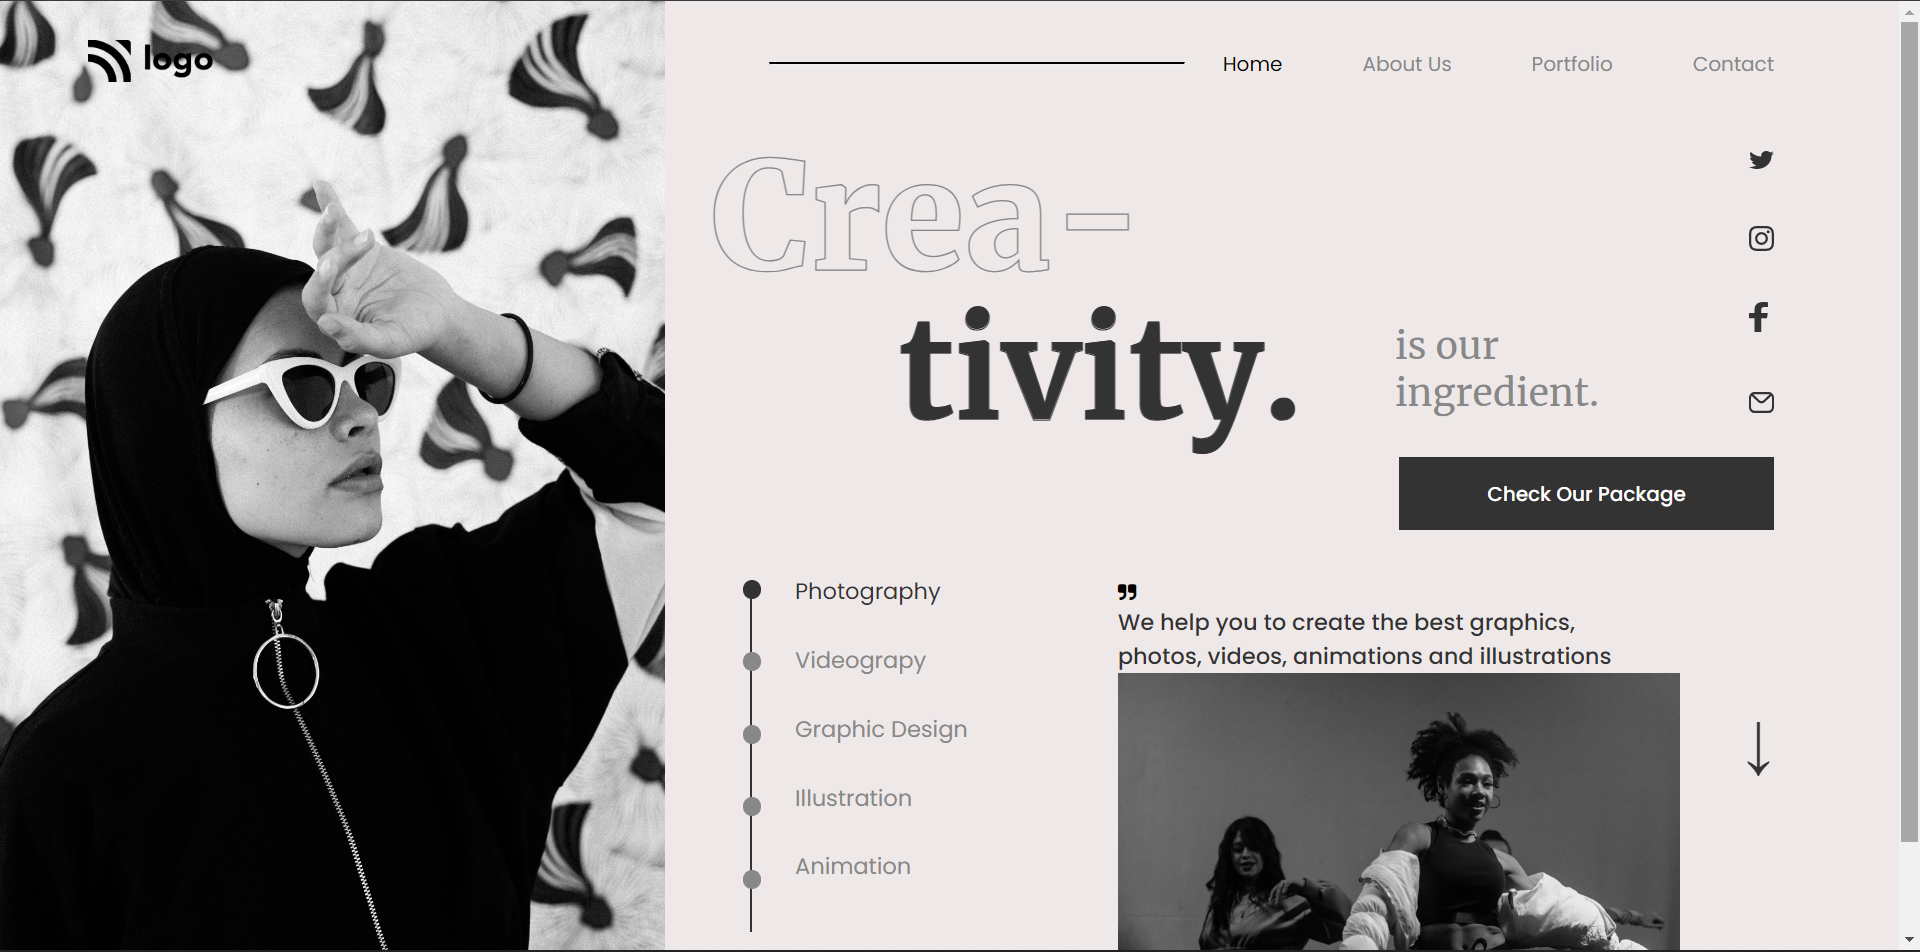 logo
Home About Us Portfolio Contact
Crea-
tivity.
is our
ingredient.
Check Our Package
Photography
Videograpy
Graphic Design
Illustration
Animation
❞
We help you to create the best graphics,
photos, videos, animations and illustrations